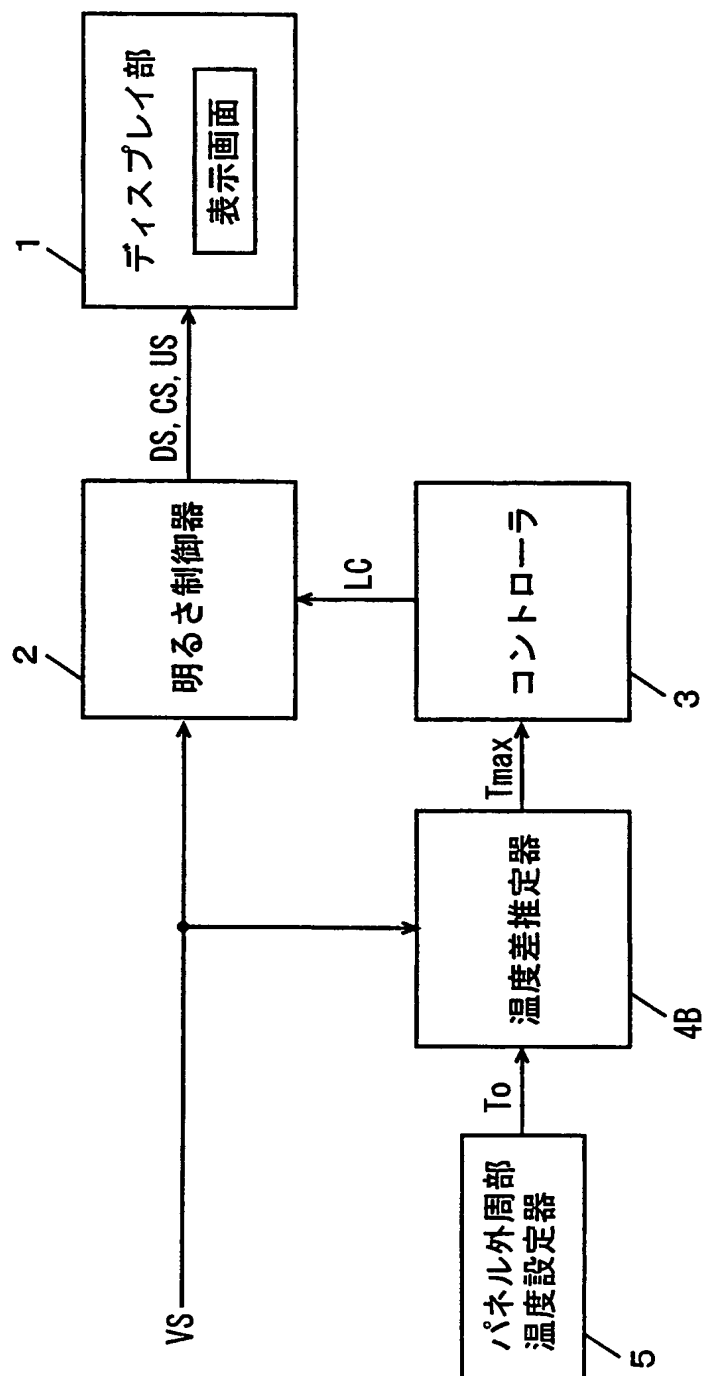 1
ディスプレイ部
表示画面
DS, CS, US
2
明るさ制御器
LC
コントローラ
3
VS
Tmax
温度差推定器
4B
To
パネル外周部
温度設定器
5